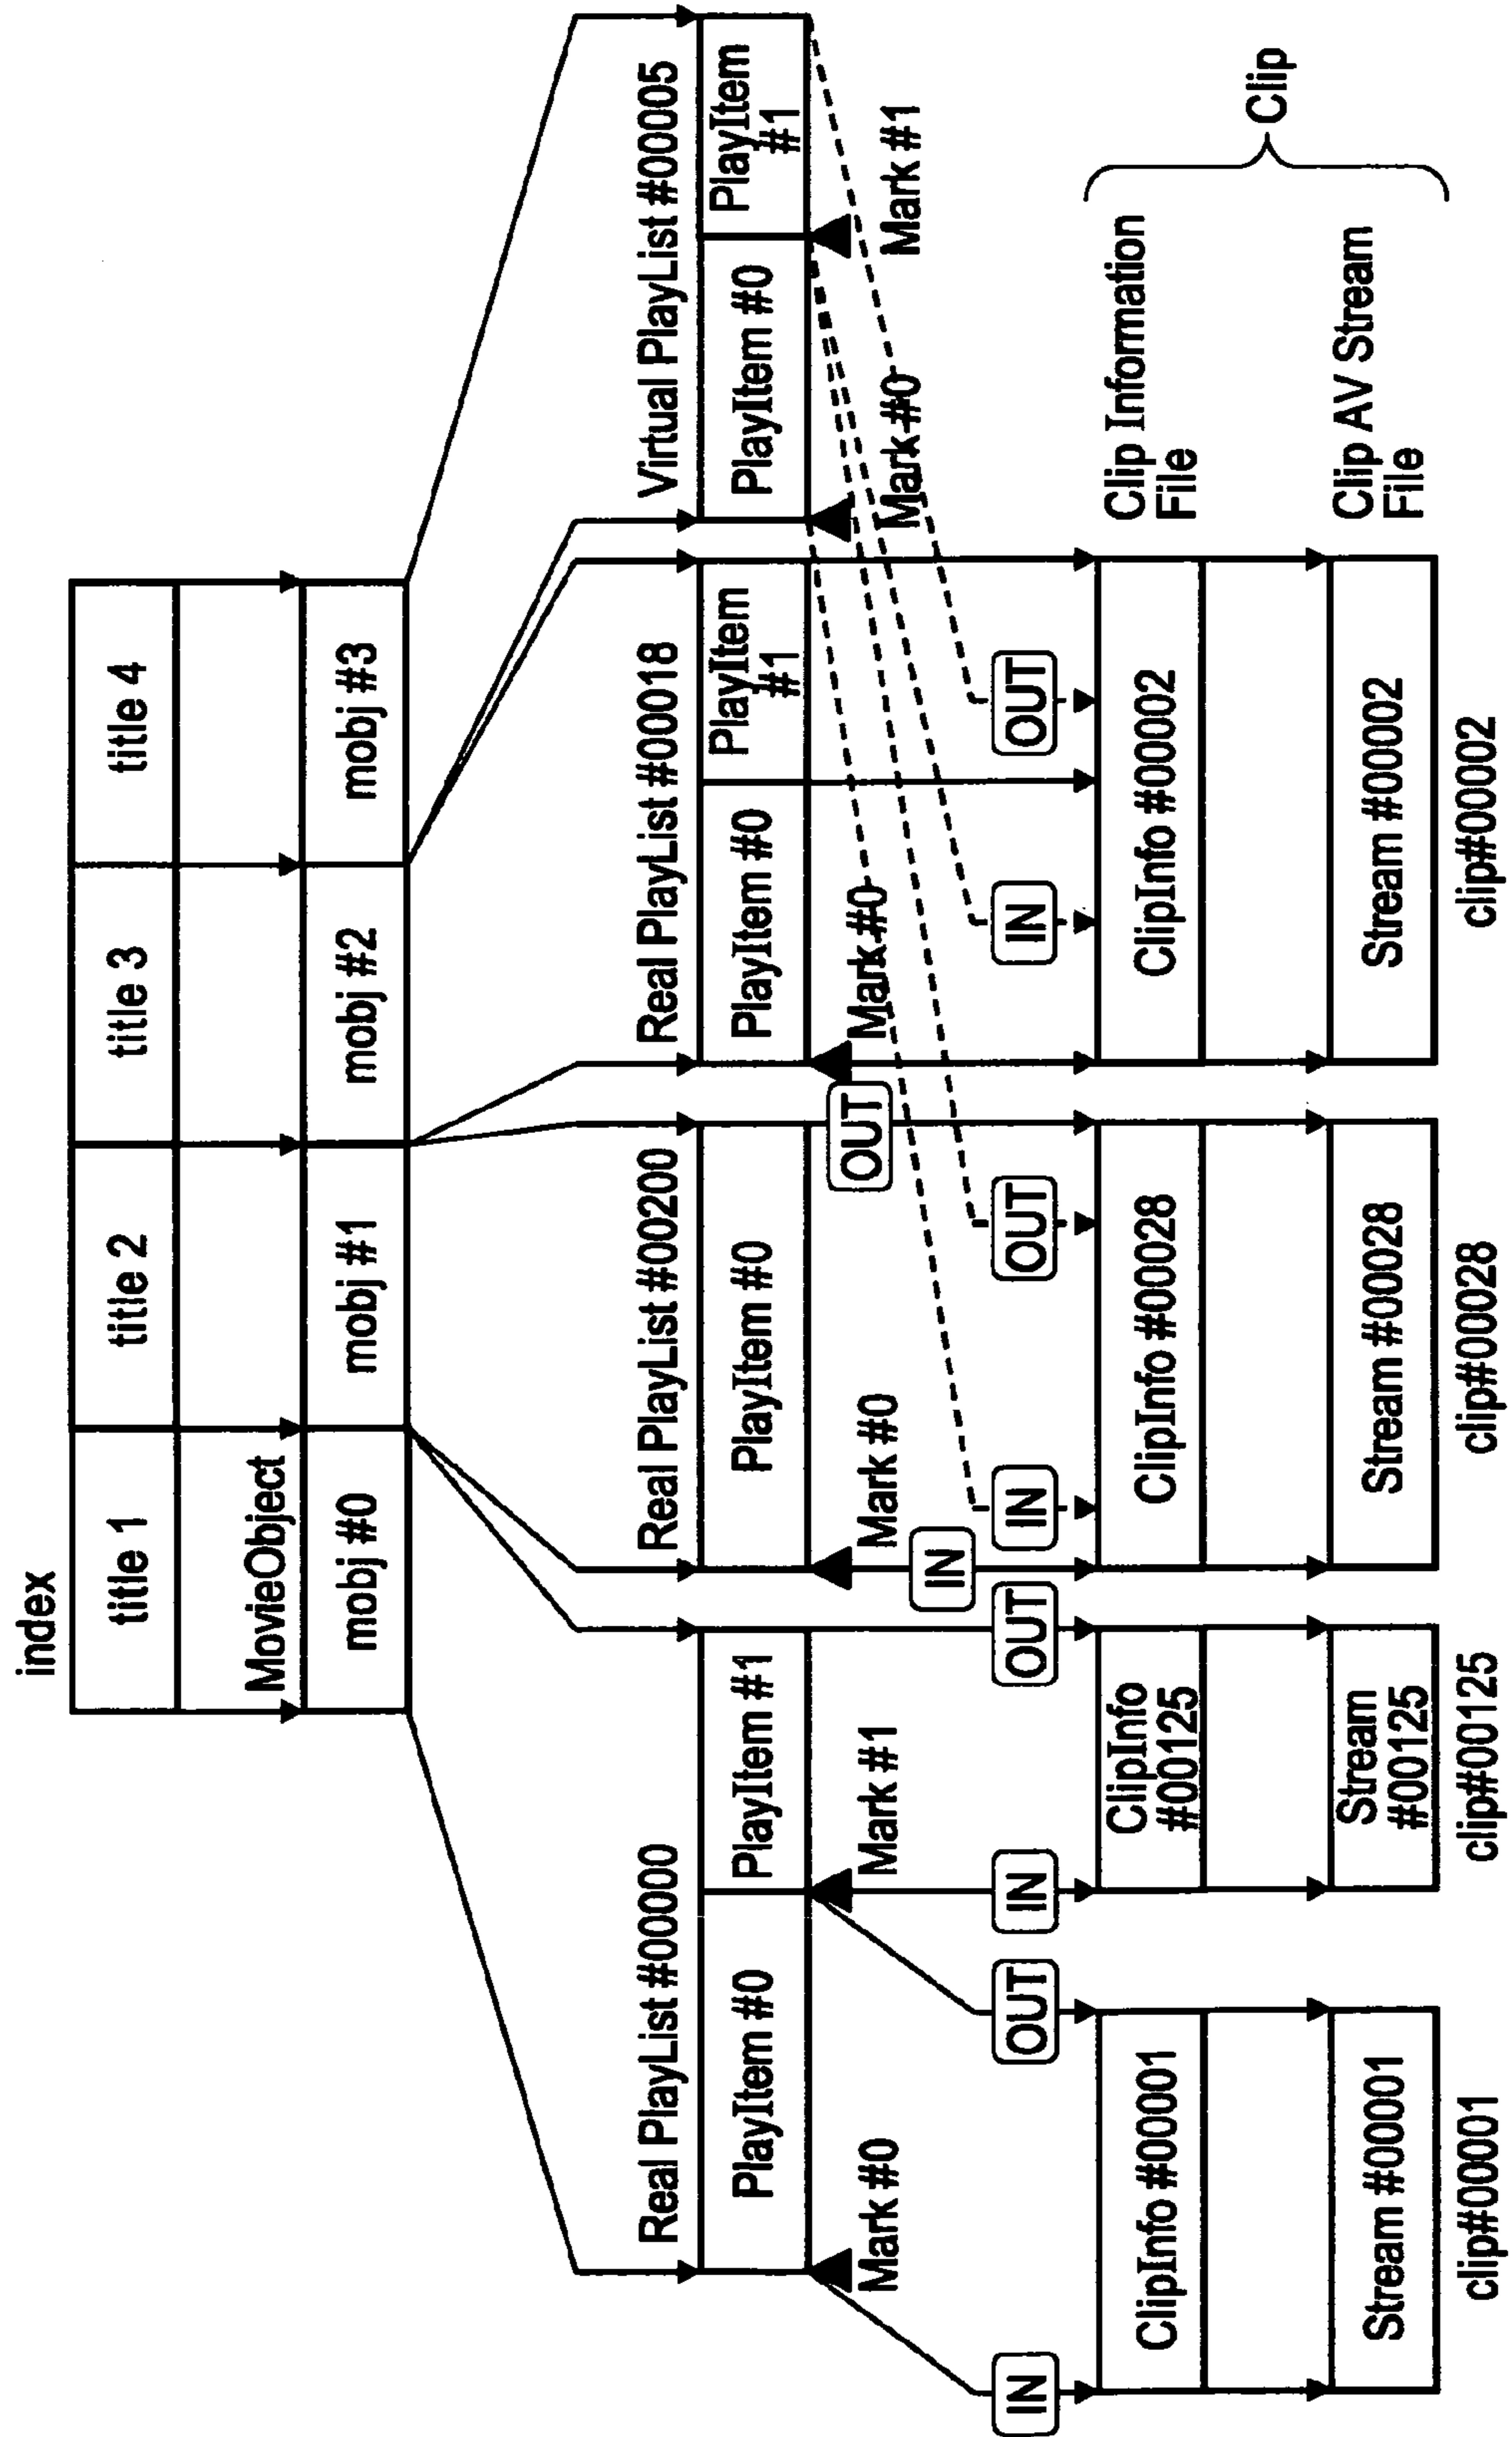 index
title 1
title 2
title 3
title 4
MovieObject
mobj #0
mobj #1
mobj #2
mobj #3
Real PlayList #00000
Real PlayList #00200
Real PlayList #00018
Virtual PlayList #00005
PlayItem #0
PlayItem #1
PlayItem #0
PlayItem #0
PlayItem
#1
PlayItem #0
PlayItem
#1
Mark #0
Mark #1
Mark #0
OUT
Mark #0
Mark #0
Mark #1
IN
IN
OUT
IN
OUT
IN
OUT
IN
OUT
ClipInfo #00001
ClipInfo
#00125
ClipInfo #00028
ClipInfo #00002
Clip Information
File
Clip
Stream #00001
Stream
#00125
Stream #00028
Stream #00002
Clip AV Stream
File
clip#00001
clip#00125
clip#00028
clip#00002